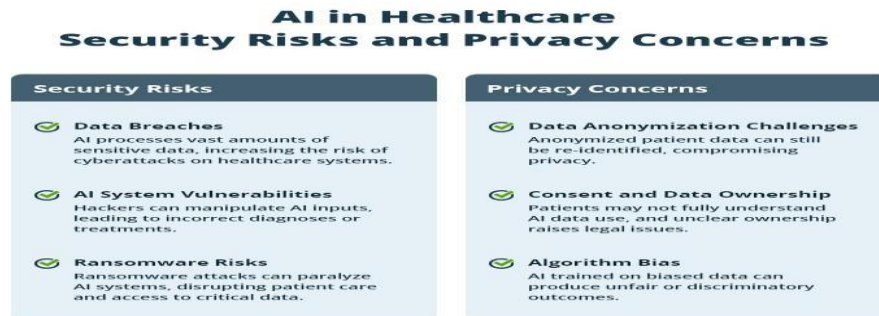 AI in Healthcare
Security Risks and Privacy Concerns
Security Risks
Data Breaches
AI processes vast amounts of
sensitive data, increasing the risk of
cyberattacks on healthcare systems.
AI System Vulnerabilities
Hackers can manipulate AI inputs,
leading to incorrect diagnoses or
treatments.
Ransomware Risks
Ransomware attacks can paralyze
AI systems, disrupting patient care
and access to critical data.
Privacy Concerns
Data Anonymization Challenges
Anonymized patient data can still
be re-identified, compromising
privacy.
Consent and Data Ownership
Patients may not fully understand
AI data use, and unclear ownership
raises legal issues.
Algorithm Bias
AI trained on biased data can
produce unfair or discriminatory
outcomes.